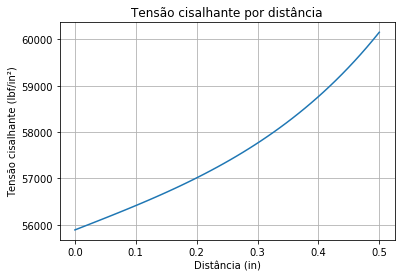 Tensão cisalhante por distância
Tensão cisalhante (lbf/in²)
60000
59000
58000
57000
56000
0.0 0.1 0.2 0.3 0.4 0.5
Distância (in)